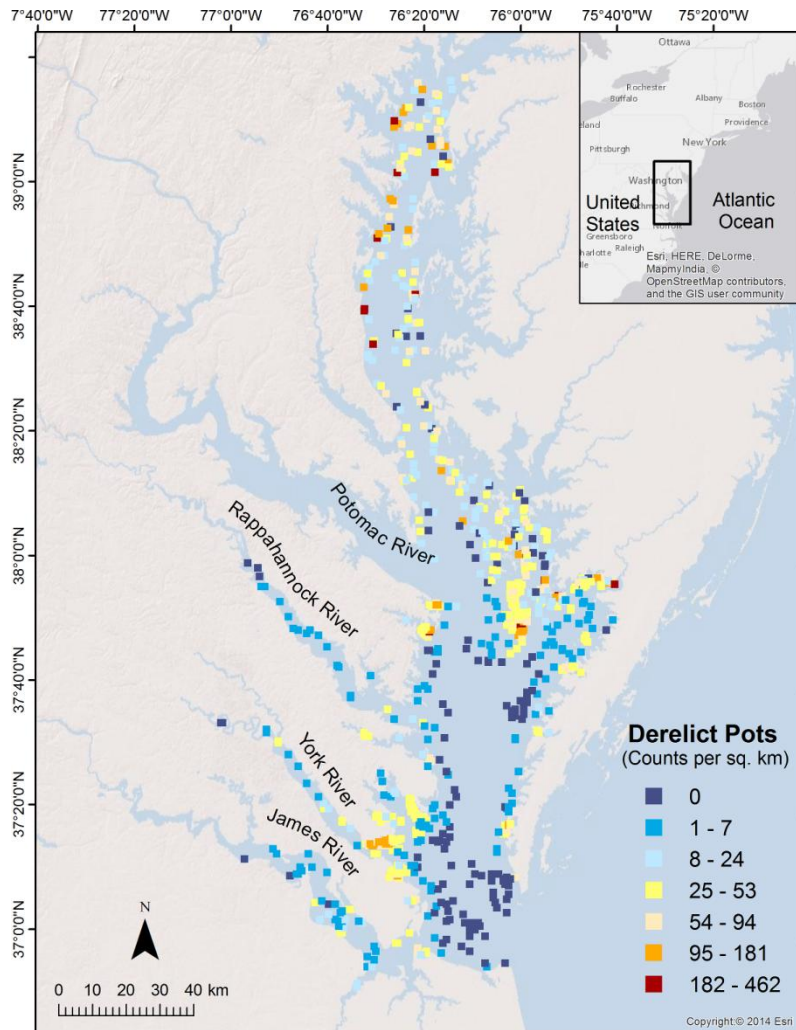 7°40'0"W 77°0'0"W 76°40'0"W 76°20'0"W 76°0'0"W 75°40'0"W 75°20'0"W
39°0'0"N
38°40'0"N
38°20'0"N
38°0'0"N
37°40'0"N
37°20'0"N
37°0'0"N
Ottawa
Rochester
Buffalo
Albany
Boston
Providence
eland
New York
Pittsburgh
Washington
United
States
Atlantic
Ocean
Richmond
Norfolk
Greensboro
Raleigh
harlotte
lle
Esri, HERE, DeLorme,
MapmyIndia, ©
OpenStreetMap contributors,
and the GIS user community
Potomac River
Rappahannock River
York River
James River
Derelict Pots
(Counts per sq. km)
0
1 - 7
8 - 24
25 - 53
54 - 94
95 - 181
182 - 462
N
0 10 20 30 40 km
Copyright:© 2014 Esri